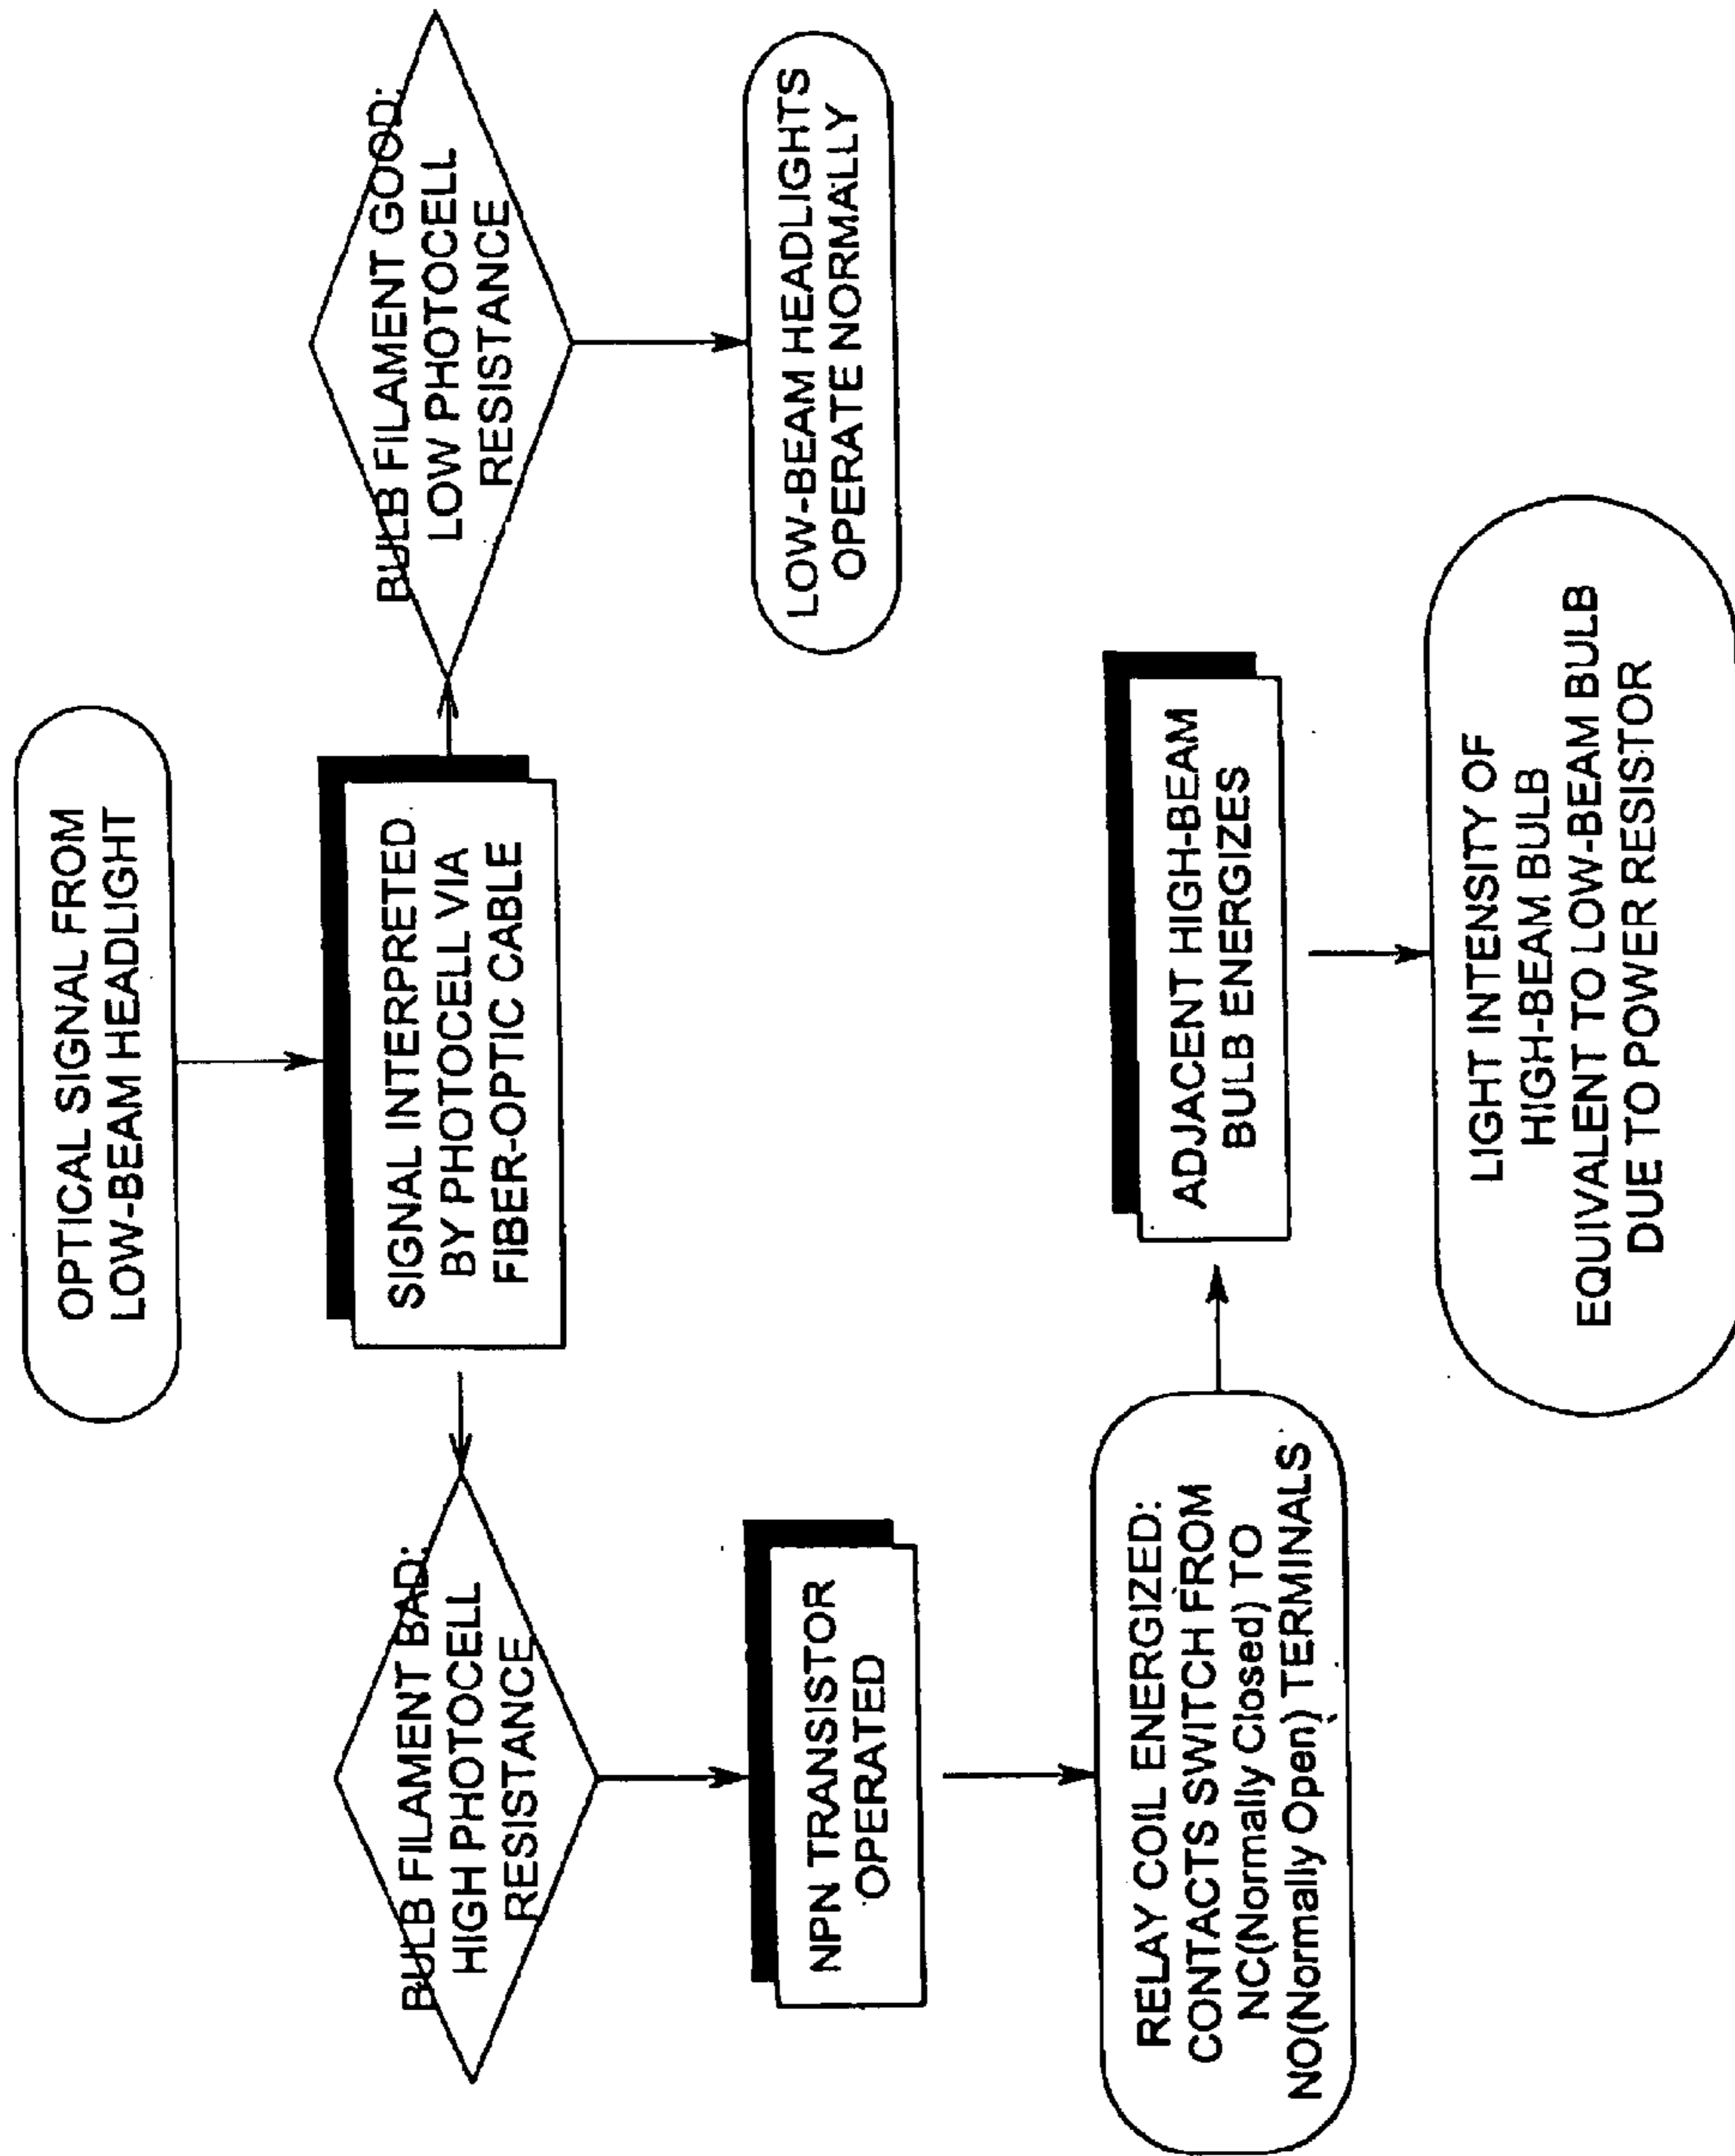 OPTICAL SIGNAL FROM
LOW-BEAM HEADLIGHT
SIGNAL INTERPRETED
BY PHOTOCELL VIA
FIBER-OPTIC CABLE
BULB FILAMENT BAD:
HIGH PHOTOCELL
RESISTANCE
BULB FILAMENT GOOD:
LOW PHOTOCELL
RESISTANCE
NPN TRANSISTOR
OPERATED
LOW-BEAM HEADLIGHTS
OPERATE NORMALLY
RELAY COIL ENERGIZED:
CONTACTS SWITCH FROM
NC(Normally Closed) TO
NO(Normally Open) TERMINALS
ADJACENT HIGH-BEAM
BULB ENERGIZES
LIGHT INTENSITY OF
HIGH-BEAM BULB
EQUIVALENT TO LOW-BEAM BULB
DUE TO POWER RESISTOR